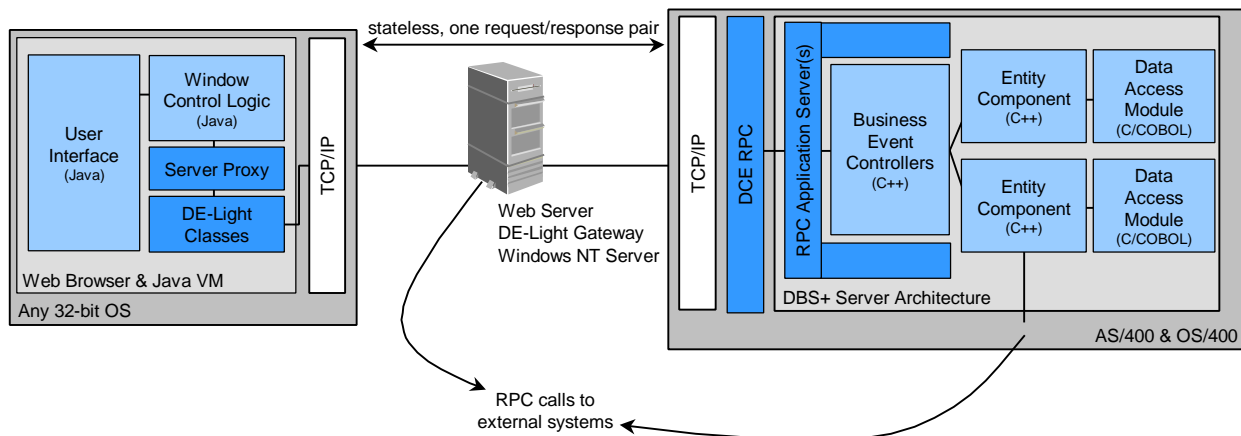 stateless, one request/response pair
User
Interface
(Java)
Window
Control Logic
(Java)
Server Proxy
DE-Light
Classes
Web Browser & Java VM
Any 32-bit OS
TCP/IP
Web Server
DE-Light Gateway
Windows NT Server
TCP/IP
DCE RPC
RPC Application Server(s)
Business
Event
Controllers
(C++)
Entity
Component
(C++)
Data
Access
Module
(C/COBOL)
Entity
Component
(C++)
Data
Access
Module
(C/COBOL)
DBS+ Server Architecture
AS/400 & OS/400
RPC calls to
external systems